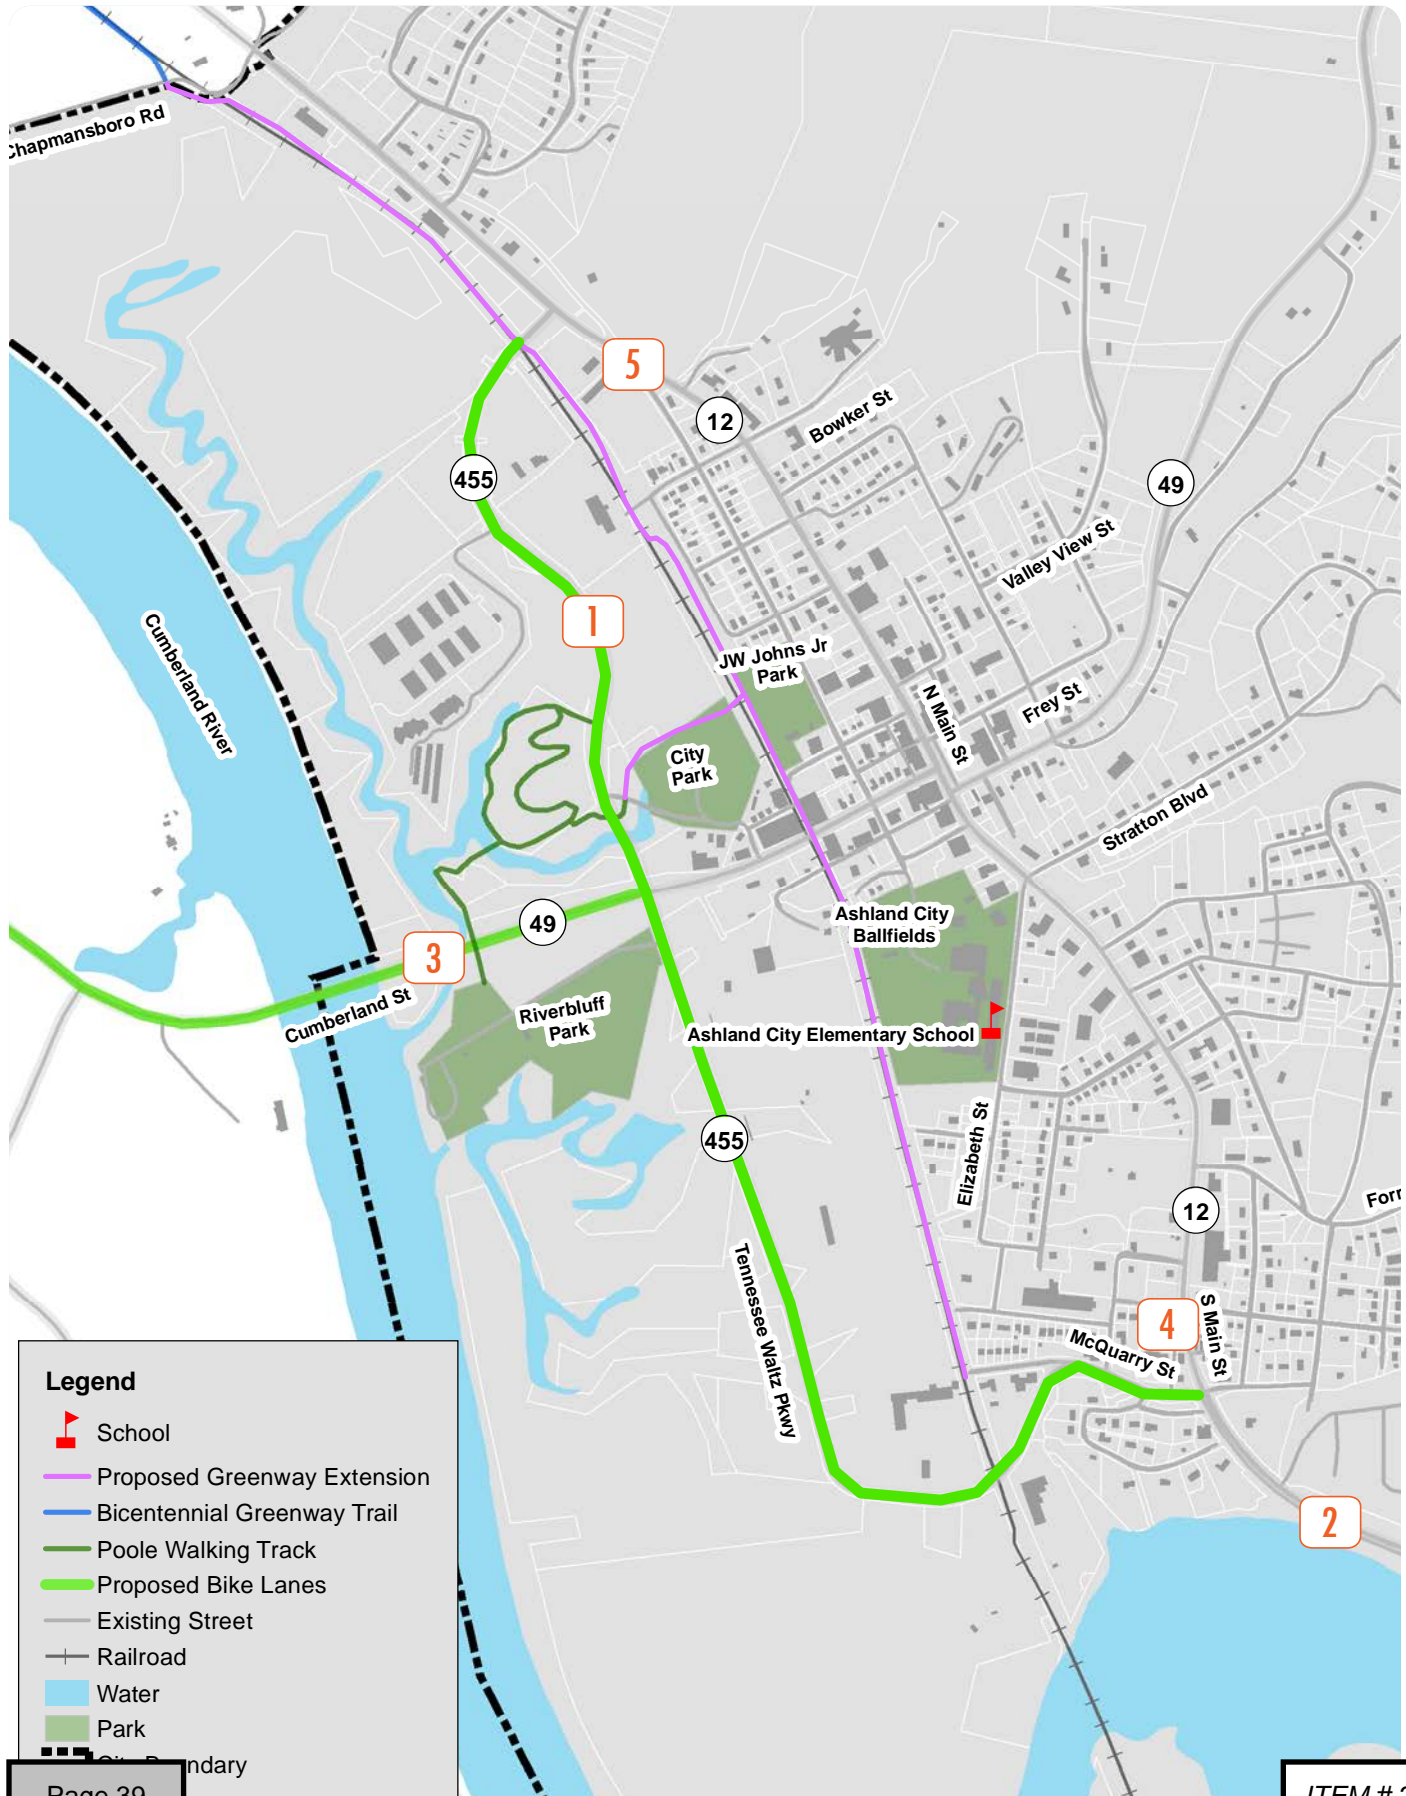 Chapmansboro Rd
5
12
Bowker St
455
49
Valley View St
1
Cumberland River
JW Johns Jr
Park
N Main St
Frey St
City
Park
Stratton Blvd
Ashland City
Ballfields
49
3
Cumberland St
Riverbluff
Park
Ashland City Elementary School
Elizabeth St
455
12
Tennessee Waltz Pkwy
4
S Main St
McQuarry St
2
Legend
School
Proposed Greenway Extension
Bicentennial Greenway Trail
Poole Walking Track
Proposed Bike Lanes
Existing Street
Railroad
Water
Park
City Boundary
Page 39
ITEM #